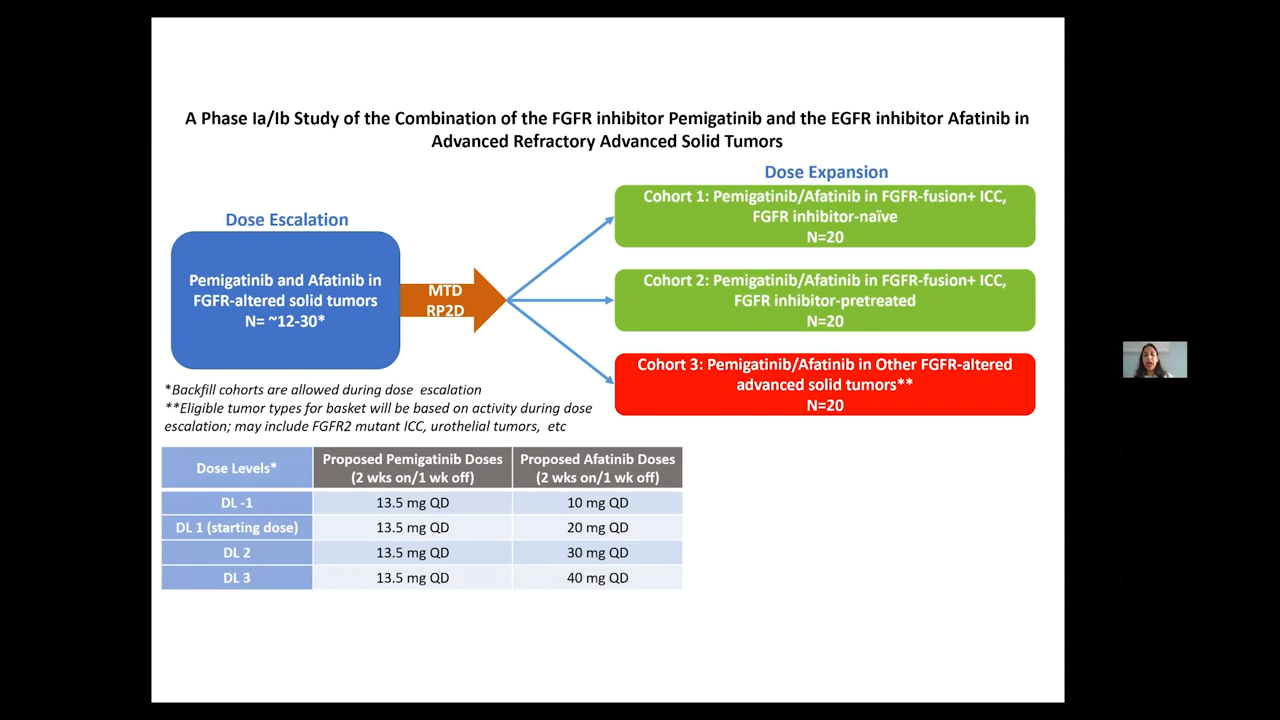 A Phase Ia/Ib Study of the Combination of the FGFR inhibitor Pemigatinib and the EGFR inhibitor Afatinib in
Advanced Refractory Advanced Solid Tumors
Dose Escalation
Pemigatinib and Afatinib in
FGFR-altered solid tumors
N= ~12-30*
MTD
RP2D
Dose Expansion
Cohort 1: Pemigatinib/Afatinib in FGFR-fusion+ ICC,
FGFR inhibitor-naïve
N=20
Cohort 2: Pemigatinib/Afatinib in FGFR-fusion+ ICC,
FGFR inhibitor-pretreated
N=20
Cohort 3: Pemigatinib/Afatinib in Other FGFR-altered
advanced solid tumors**
N=20
*Backfill cohorts are allowed during dose escalation
**Eligible tumor types for basket will be based on activity during dose
escalation; may include FGFR2 mutant ICC, urothelial tumors, etc
Dose Levels* Proposed Pemigatinib Doses (2 wks on/1 wk off) Proposed Afatinib Doses (2 wks on/1 wk off)
DL -1 13.5 mg QD 10 mg QD
DL 1 (starting dose) 13.5 mg QD 20 mg QD
DL 2 13.5 mg QD 30 mg QD
DL 3 13.5 mg QD 40 mg QD